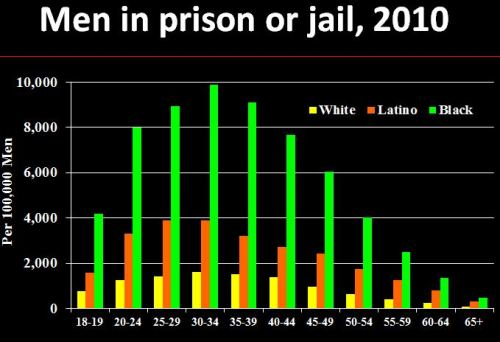 Men in prison or jail, 2010
10,000
White Latino Black
8,000
6,000
4,000
2,000
0
Per 100,000 Men
18-19 20-24 25-29 30-34 35-39 40-44 45-49 50-54 55-59 60-64 65+